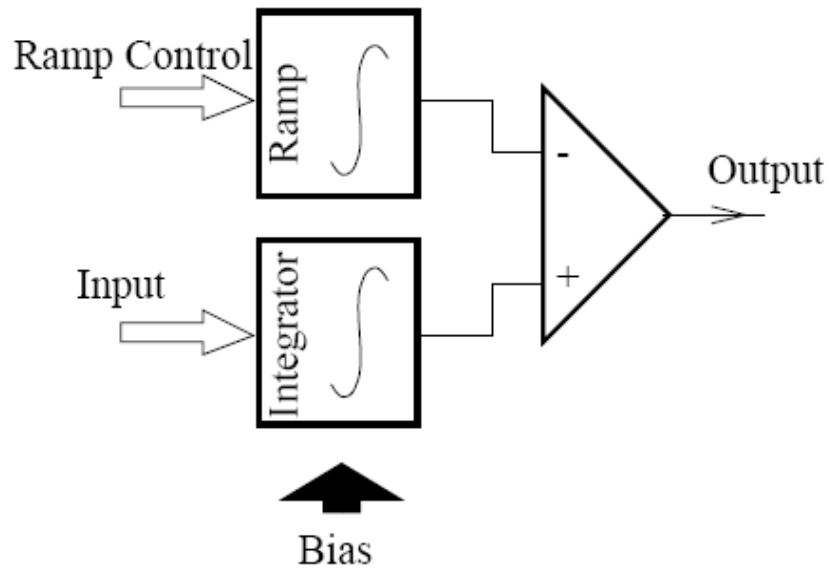 Ramp Control
Ramp
-
Output
Input
Integrator
+
Bias